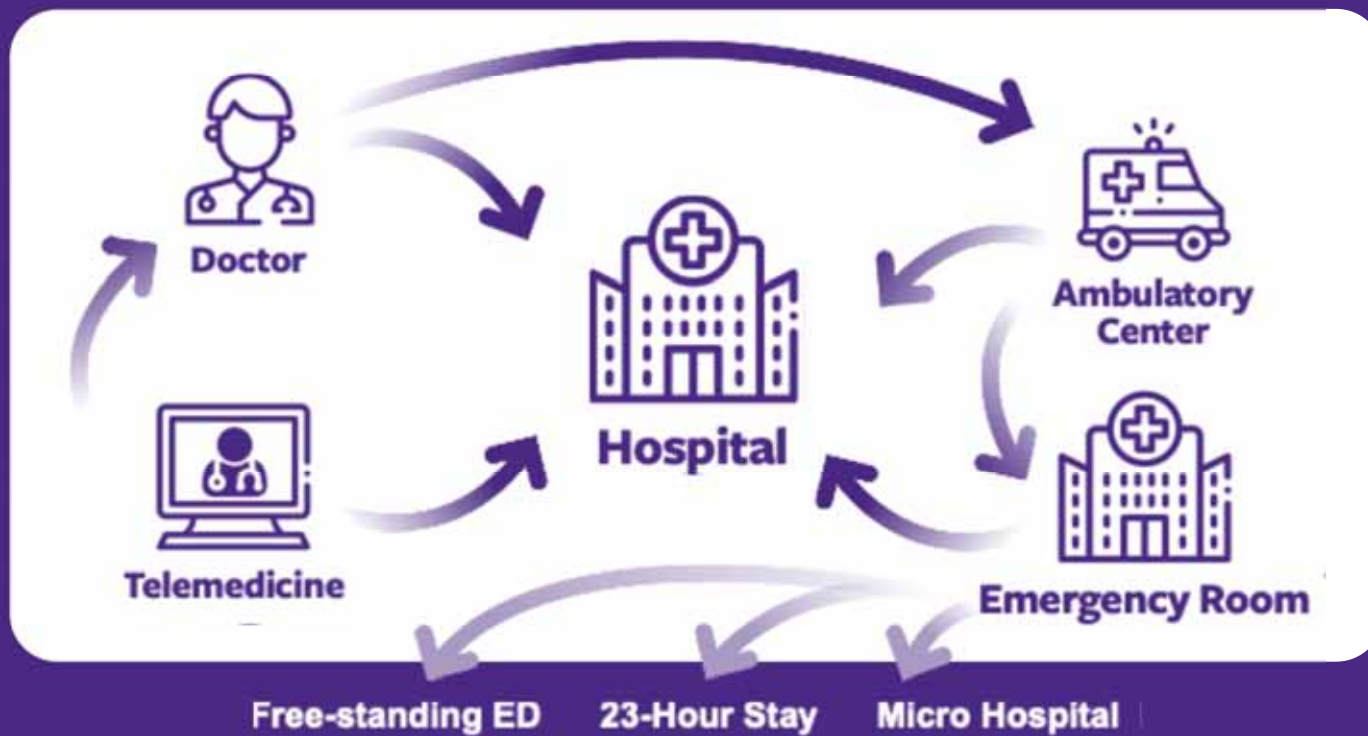 Doctor
Ambulatory
Center
Hospital
Telemedicine
Emergency Room
Free-standing ED
23-Hour Stay
Micro Hospital